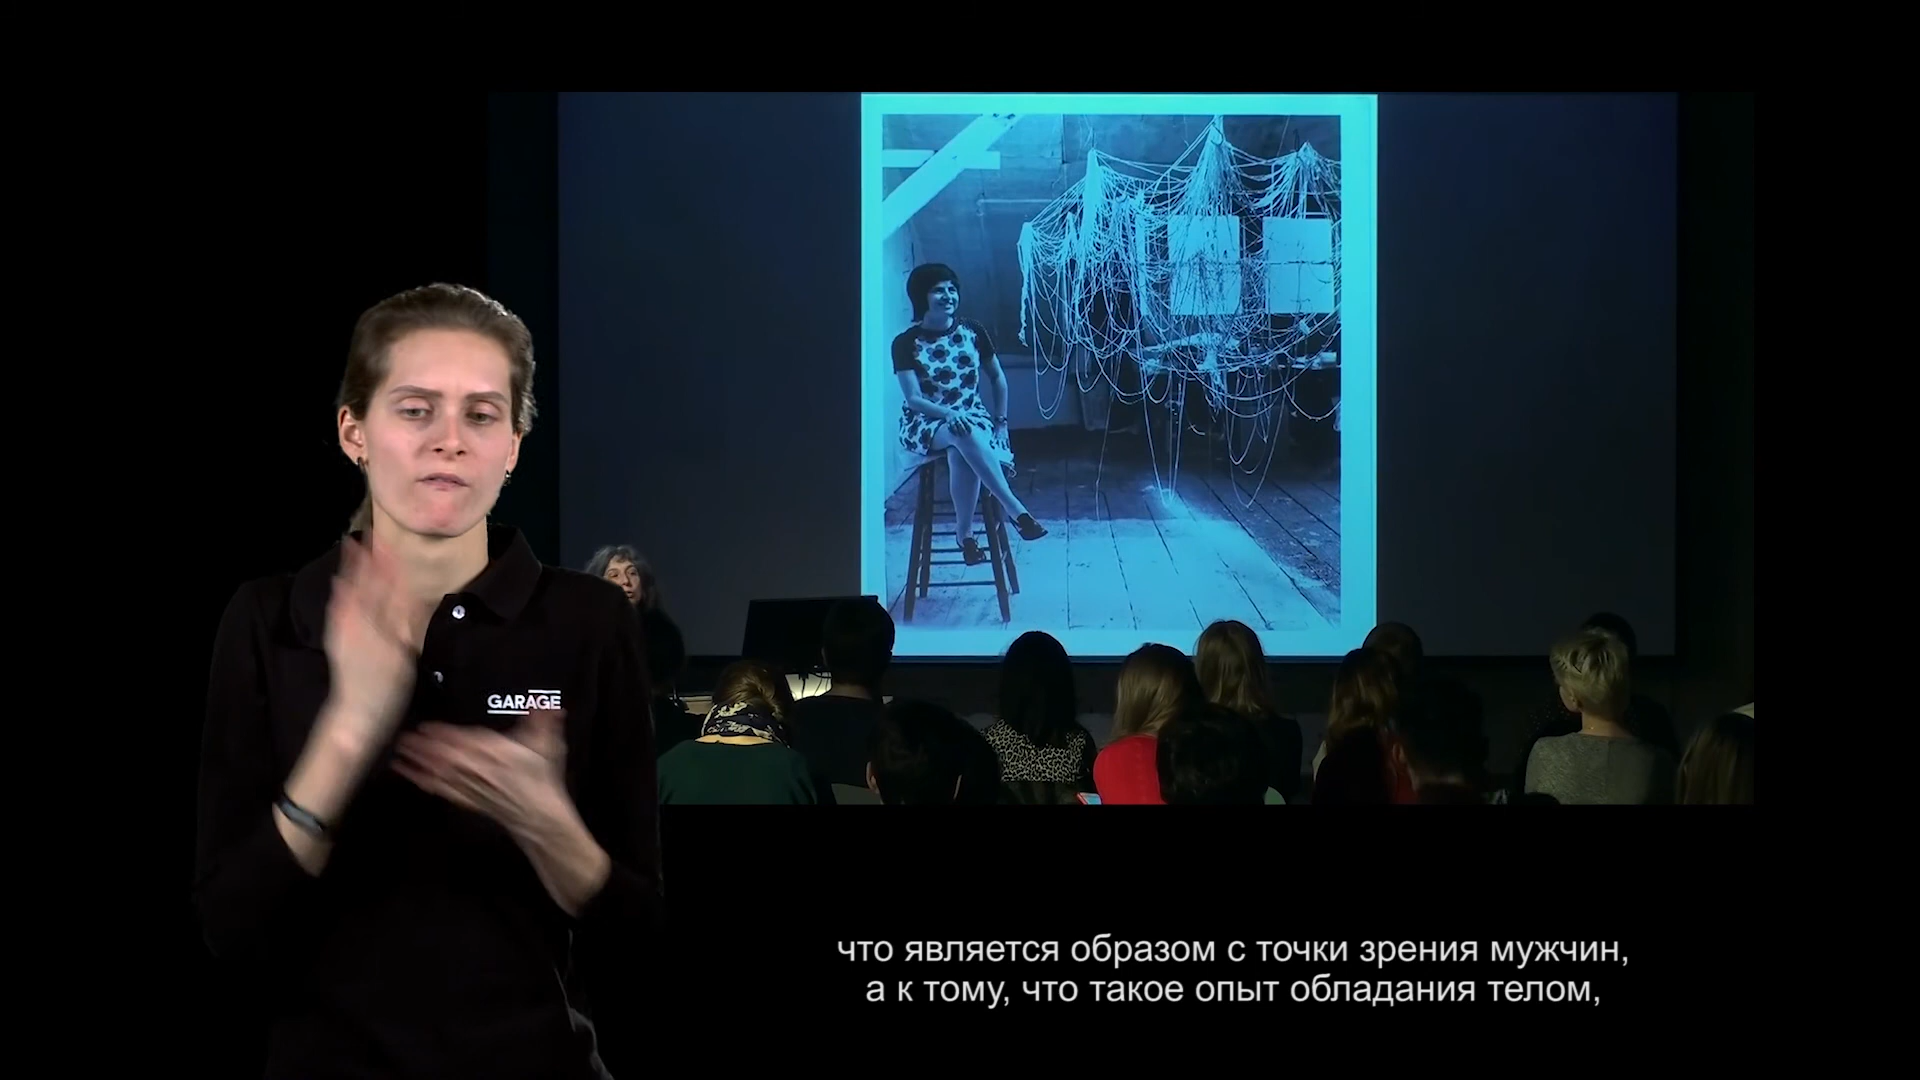 GARAGE
что является образом с точки зрения мужчин,
а к тому, что такое опыт обладания телом,